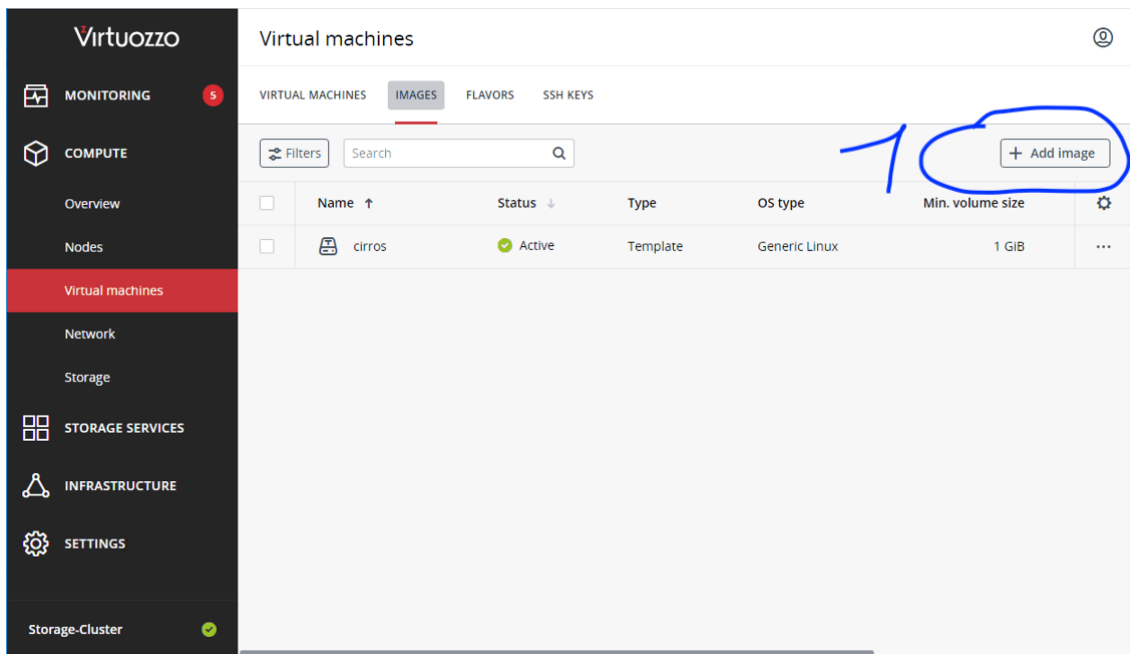 Virtuozzo
Virtual machines
MONITORING 5
VIRTUAL MACHINES IMAGES FLAVORS SSH KEYS
1
COMPUTE
Filters Search + Add image
Overview
Name ↑ Status ↓ Type OS type Min. volume size
Nodes
cirros Active Template Generic Linux 1 GiB ...
Virtual machines
Network
Storage
STORAGE SERVICES
INFRASTRUCTURE
SETTINGS
Storage-Cluster